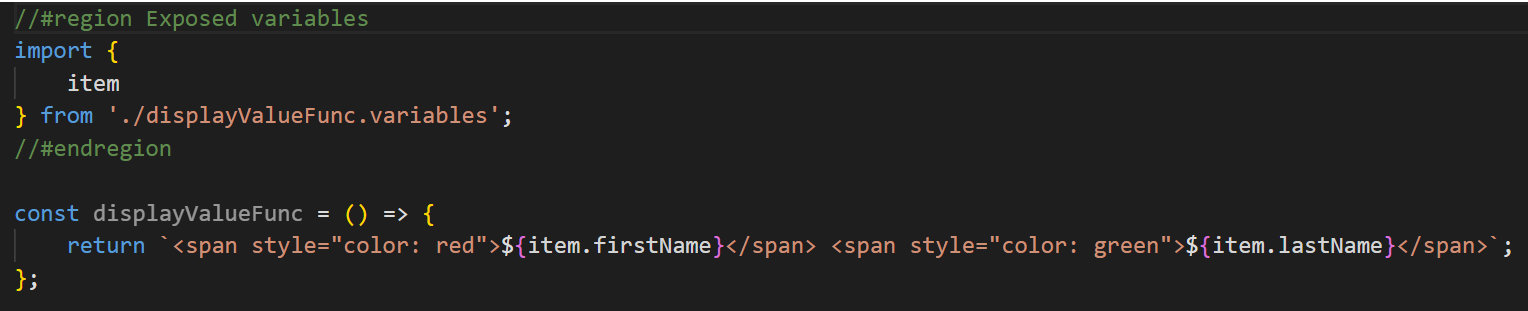 //#region Exposed variables
import {
    item
} from './displayValueFunc.variables';
//#endregion
const displayValueFunc = () => {
    return `<span style="color: red">${item.firstName}</span> <span style="color: green">${item.lastName}</span>`;
};